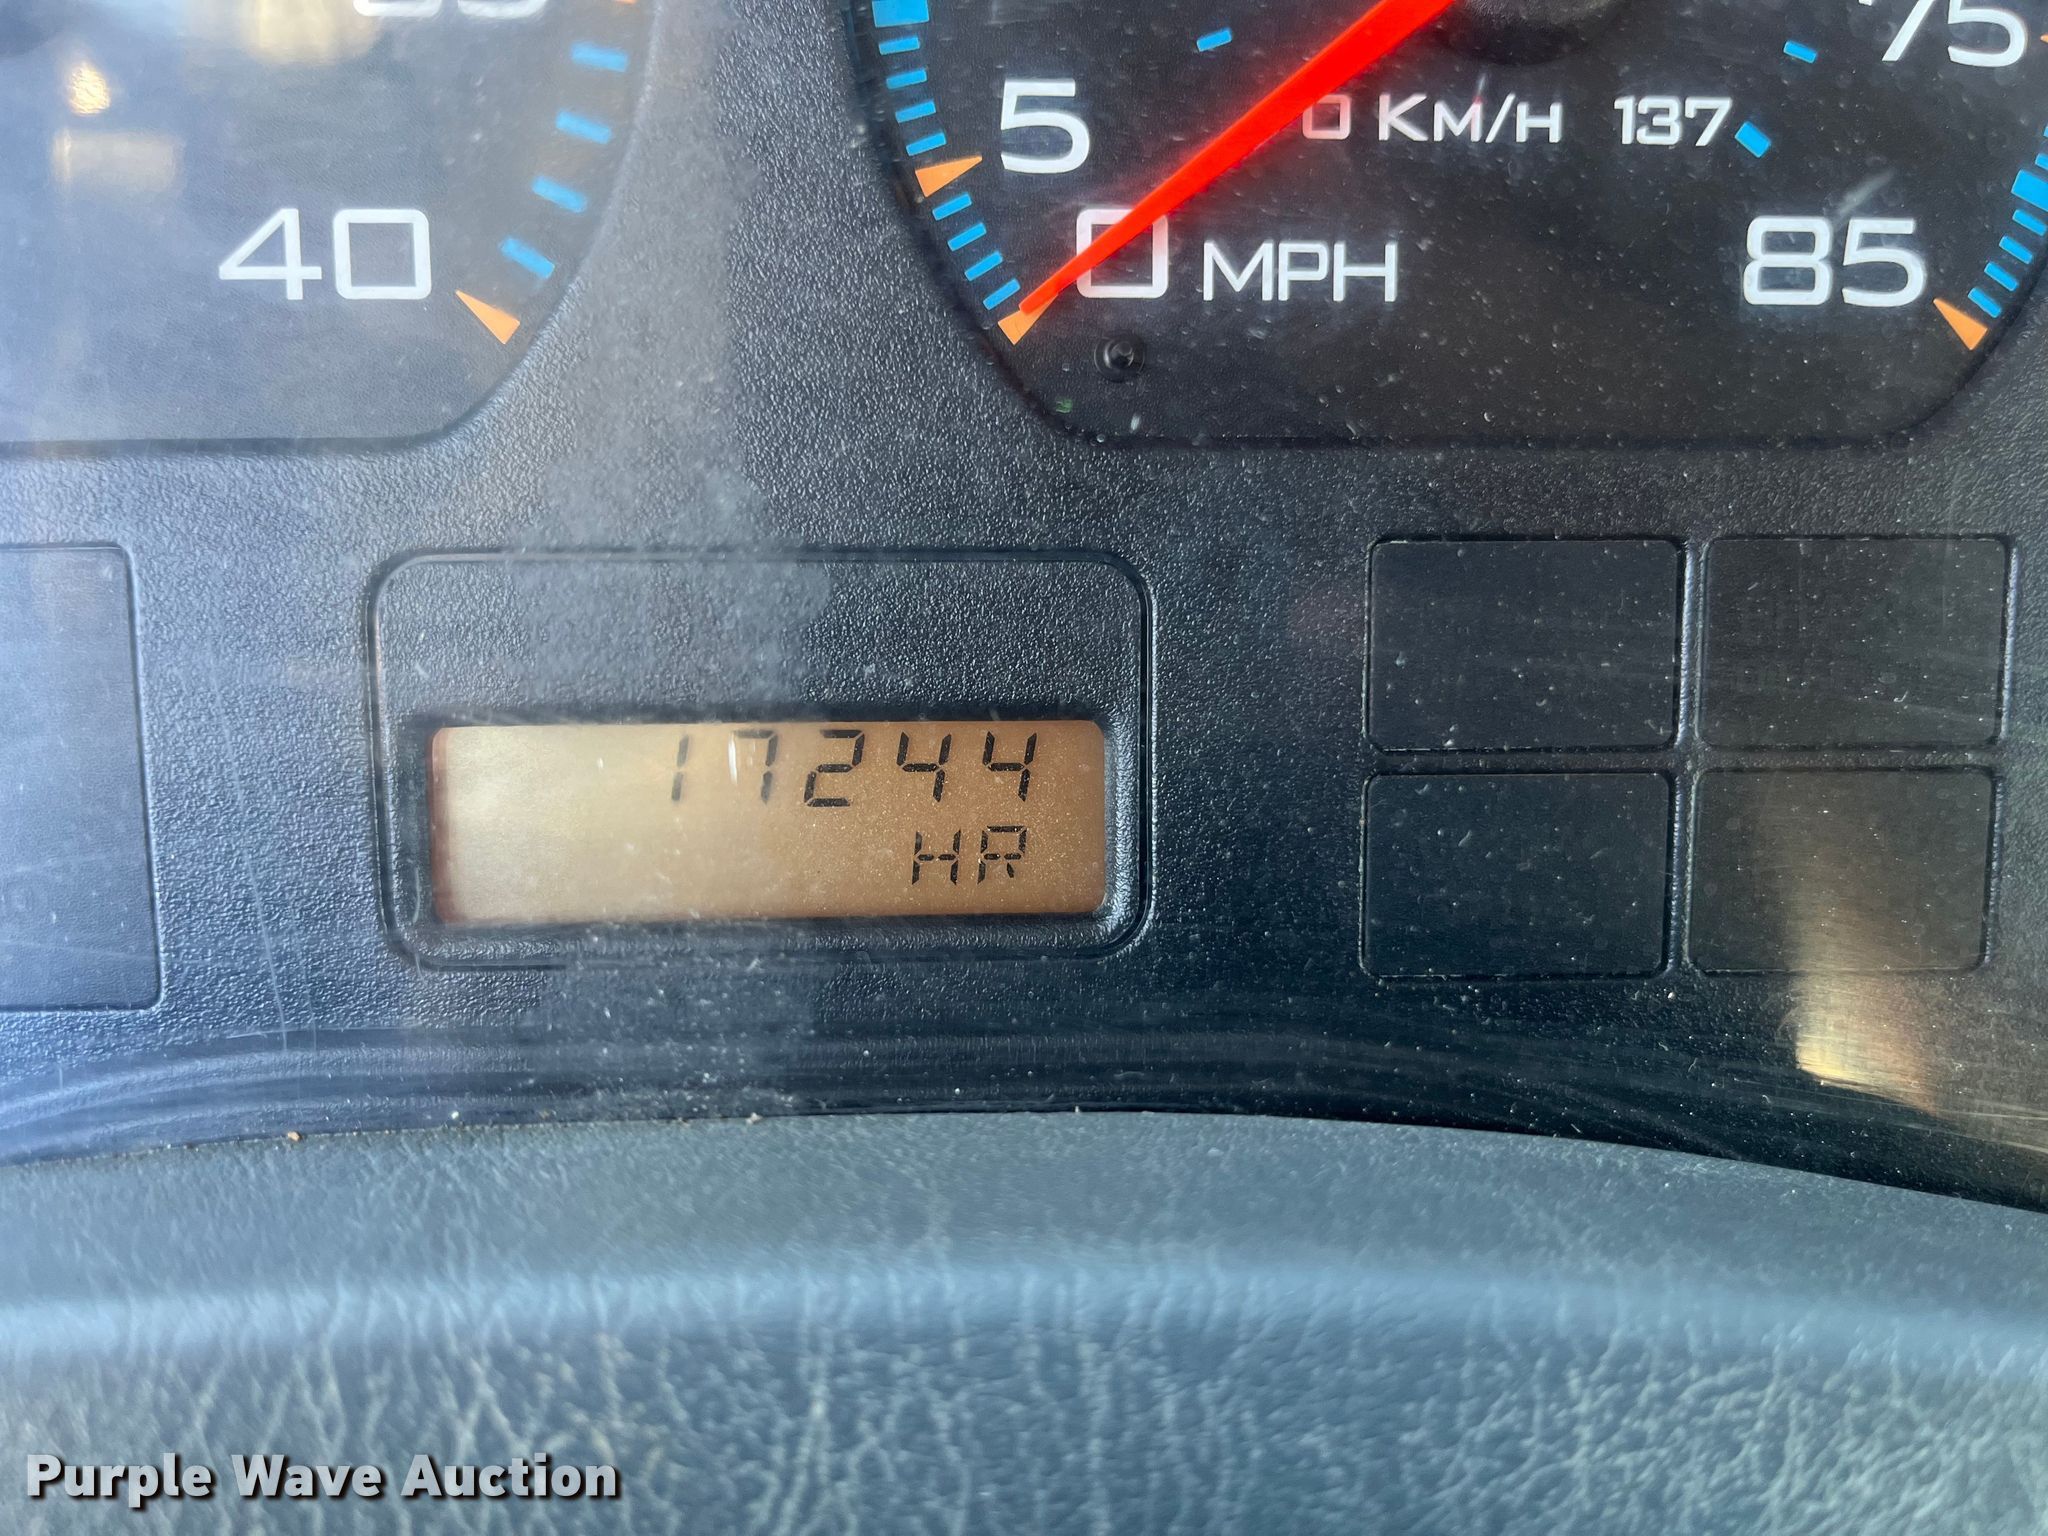 40
5
0 KM/H 137
75
0 MPH
85
17244
HR
Purple Wave Auction